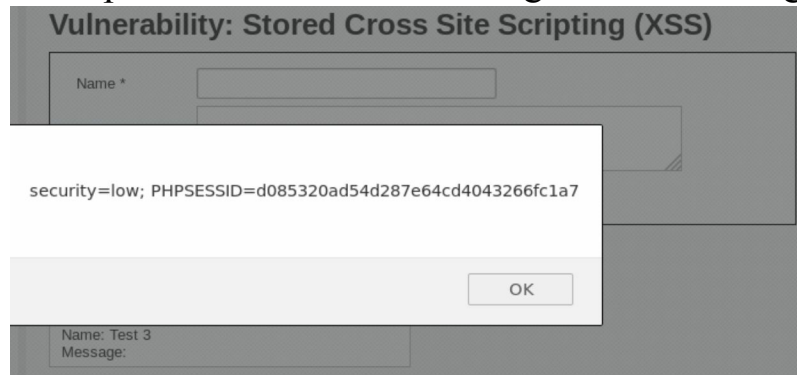 Vulnerability: Stored Cross Site Scripting (XSS)
Name *
security=low; PHPSESSID=d085320ad54d287e64cd4043266fc1a7
OK
Name: Test 3
Message: